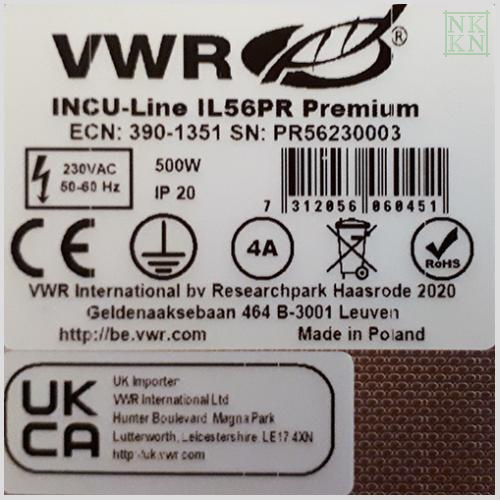 NK
KN
VWR®
INCU-Line IL56PR Premium
ECN: 390-1351 SN: PR56230003
230VAC
50-60 Hz
500W
IP 20
7 312056 060451
CE
4A
RoHS
VWR International bv Researchpark Haasrode 2020
Geldenaaksebaan 464 B-3001 Leuven
http://be.vwr.com Made in Poland
UK
CA
UK Importer
VWR International Ltd
Hunter Boulevard Magna Park
Lutterworth, Leicestershire LE17 4XN
http://uk.vwr.com